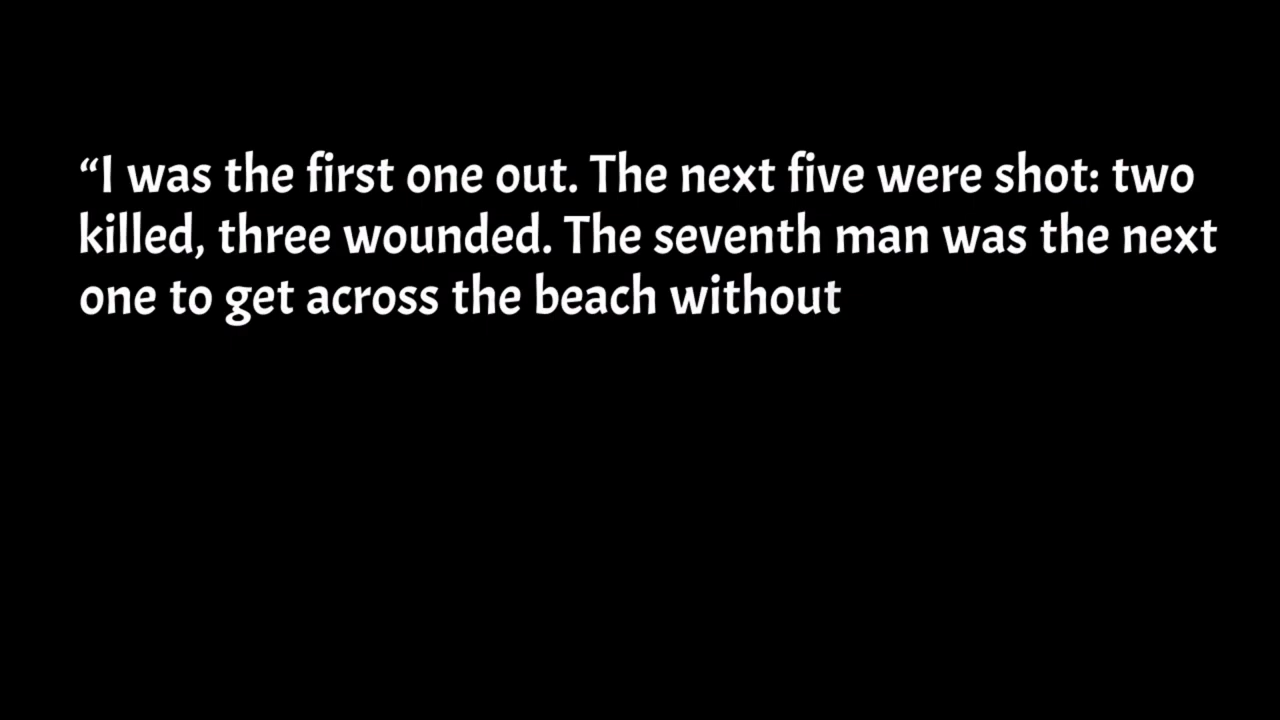 “I was the first one out. The next five were shot: two
killed, three wounded. The seventh man was the next
one to get across the beach without